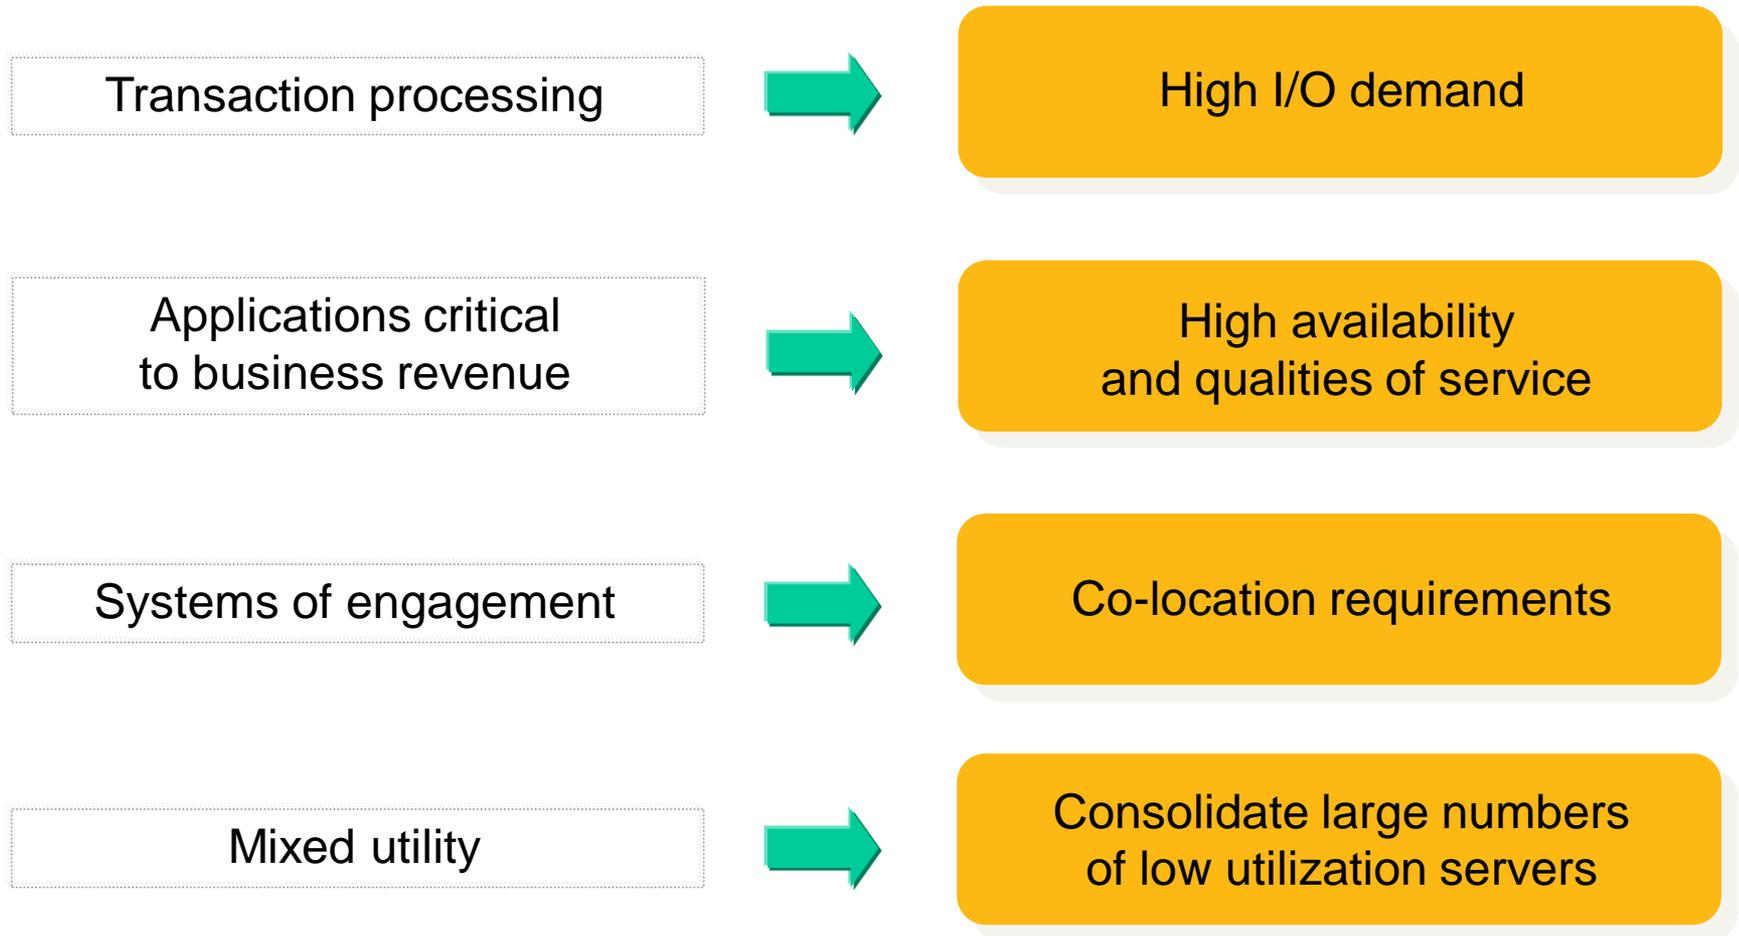 Transaction processing
High I/O demand
Applications critical
to business revenue
High availability
and qualities of service
Systems of engagement
Co-location requirements
Mixed utility
Consolidate large numbers
of low utilization servers